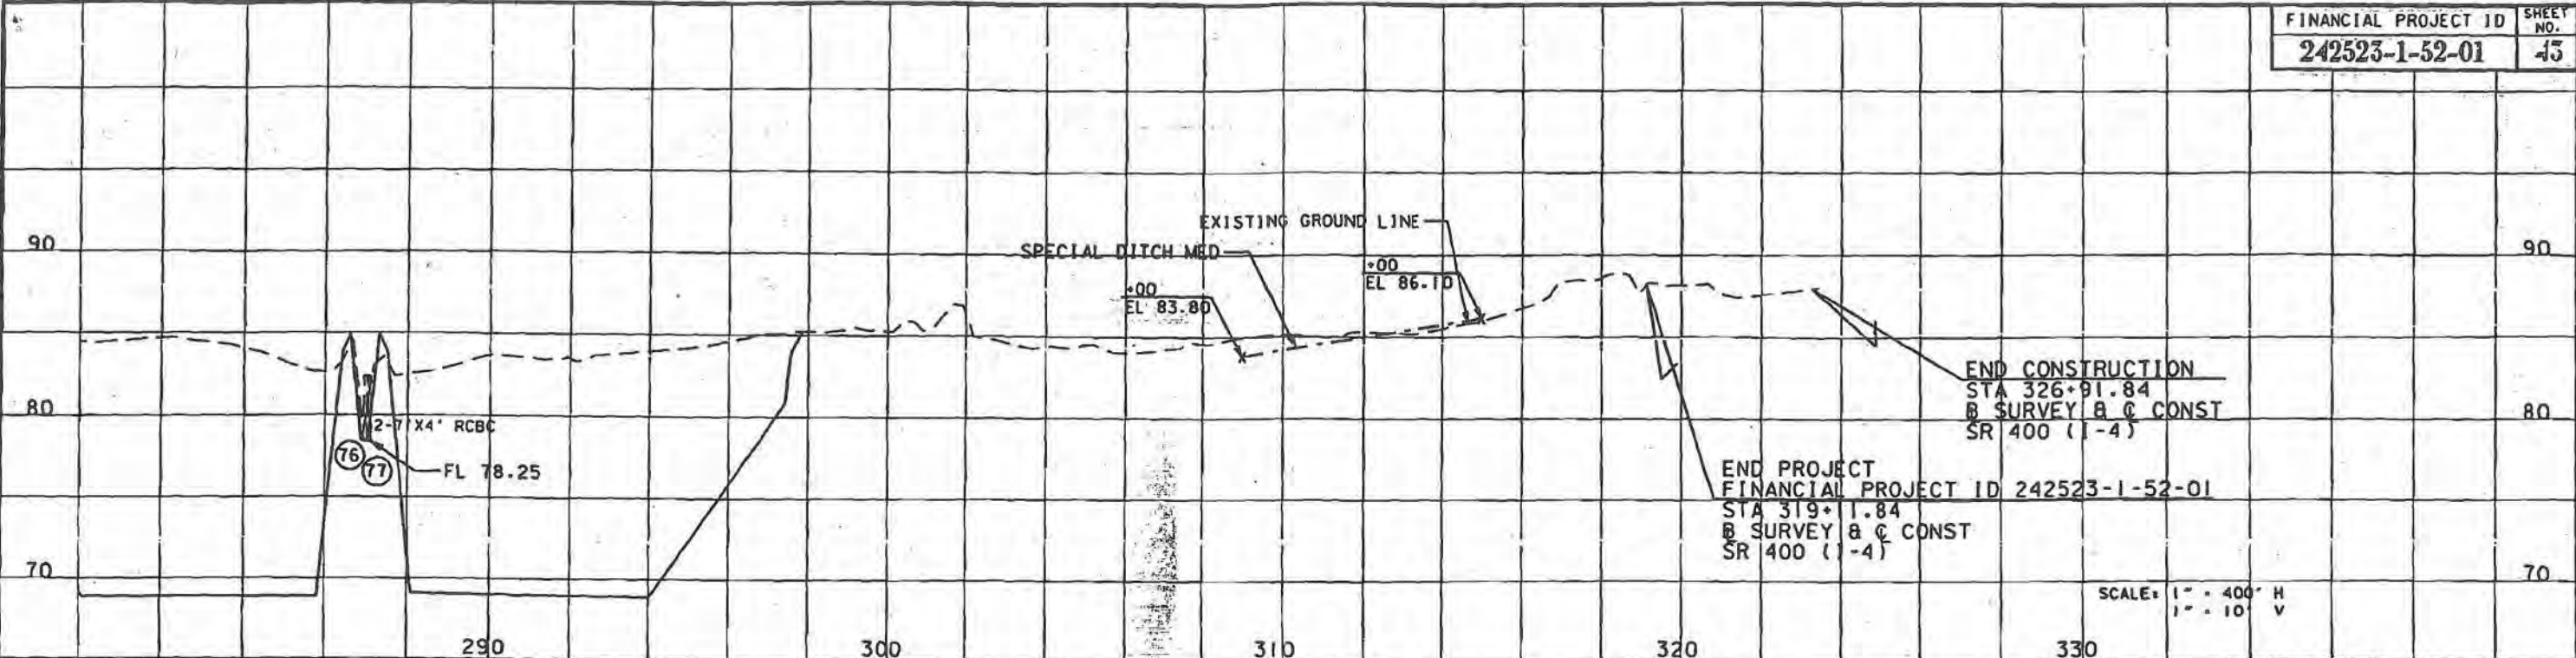 FINANCIAL PROJECT ID
SHEET NO.
242523-1-52-01
EXISTING GROUND LINE
90
SPECIAL DITCH MED
90
+00
EL 86.10
+00
EL 83.80
END CONSTRUCTION
STA 326+91.84
B SURVEY & C CONST
SR 400 (I-4)
80
80
2-7'X4' RCBC
76
77
FL 78.25
END PROJECT
FINANCIAL PROJECT ID 242523-1-52-01
STA 319+11.84
B SURVEY & C CONST
SR 400 (I-4)
70
70
SCALE: 1" = 400' H
1" = 10' V
290
300
310
320
330